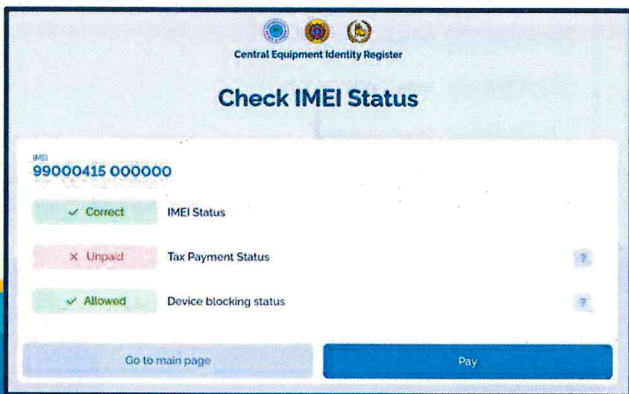 Central Equipment Identity Register
Check IMEI Status
IMEI
99000415 000000
✓ Correct IMEI Status
× Unpaid Tax Payment Status ?
✓ Allowed Device blocking status ?
Go to main page Pay